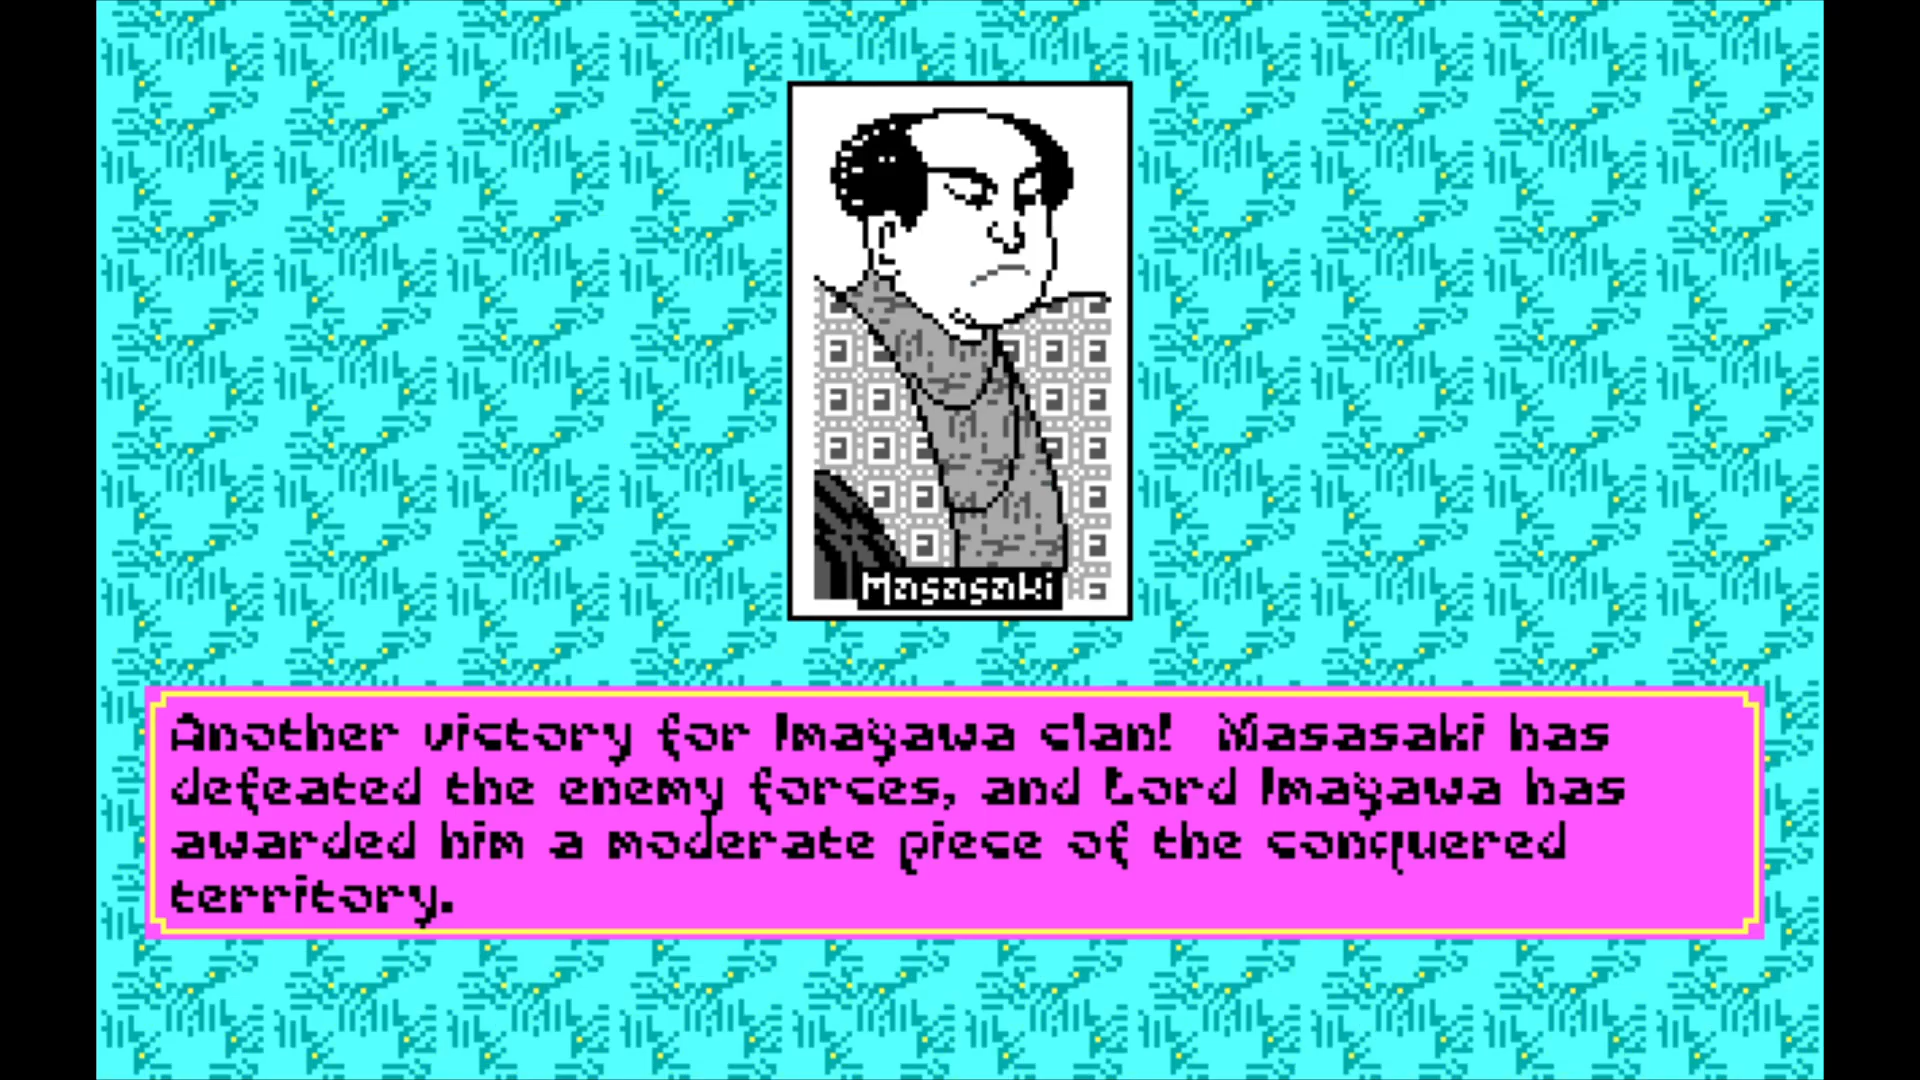 Masasaki
Another victory for Imagawa clan!  Masasaki has
defeated the enemy forces, and Lord Imagawa has
awarded him a moderate piece of the conquered
territory.